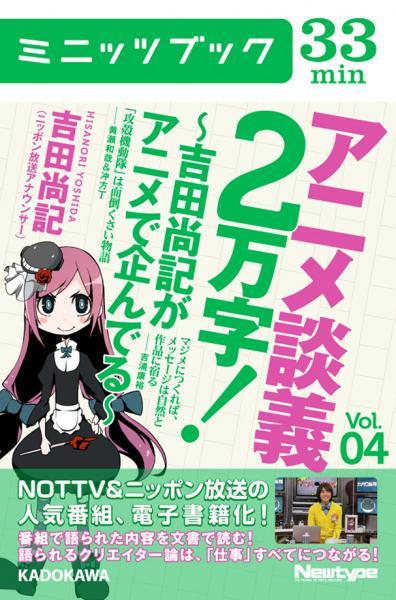 ミニッツブック
33
min
アニメ談義
2万字！
～吉田尚記が
アニメで企んでる～
Vol.
04
マジメにつくれば、
メッセージは自然と
作品に宿る
——吉浦康裕
「攻殻機動隊」は面倒くさい物語
——黄瀬和哉&冲方丁
HISANORI YOSHIDA
吉田尚記
（ニッポン放送アナウンサー）
NOTTV&ニッポン放送の
人気番組、電子書籍化！
番組で語られた内容を文書で読む！
語られるクリエイター論は、「仕事」すべてにつながる！
KADOKAWA
Newtype